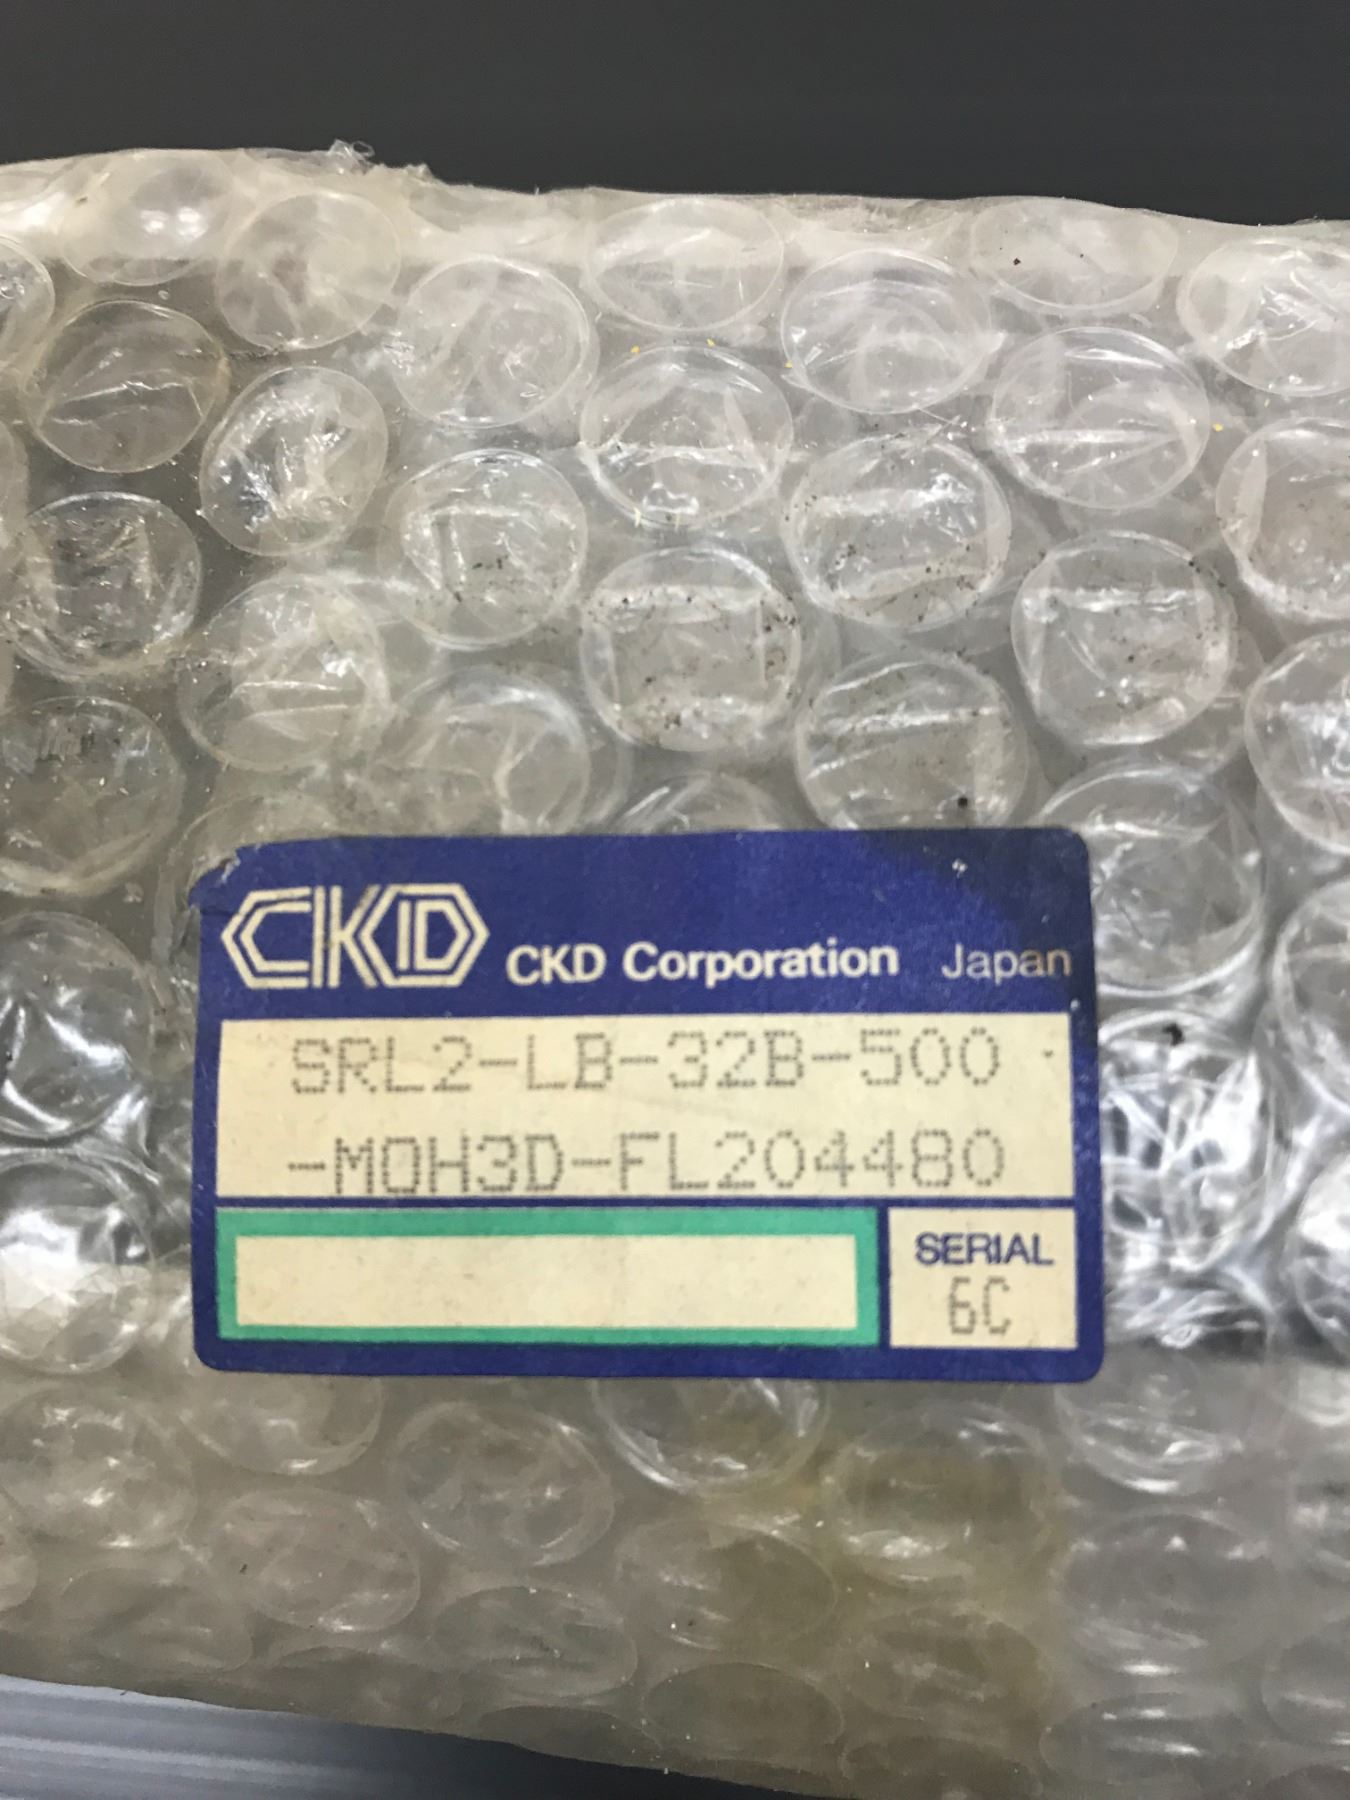 CKD CKD Corporation Japan
SRL2-LB-32B-500
-M0H3D-FL204480
SERIAL
6C